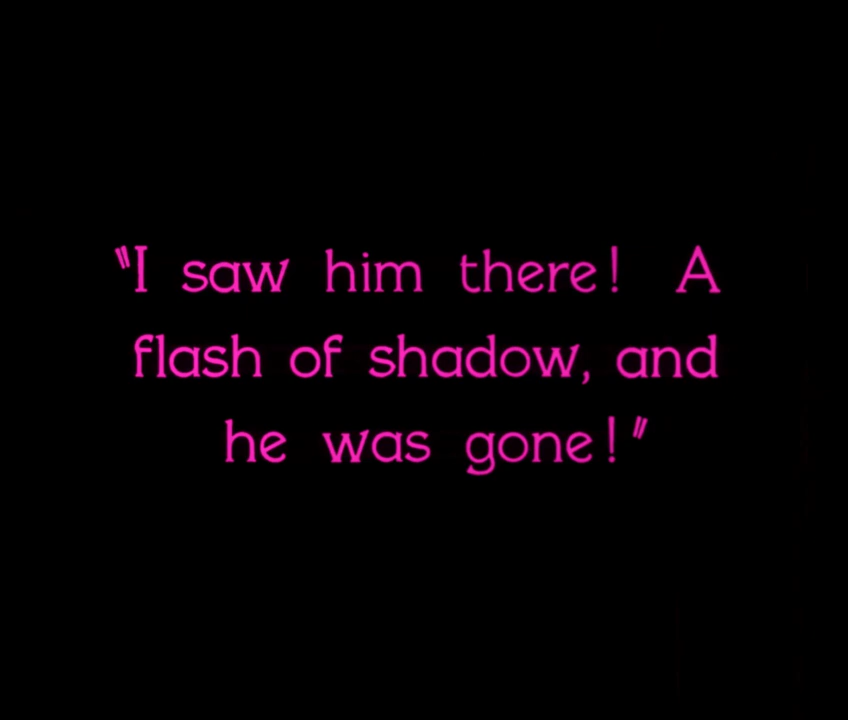 "I saw him there! A
flash of shadow, and
he was gone!"